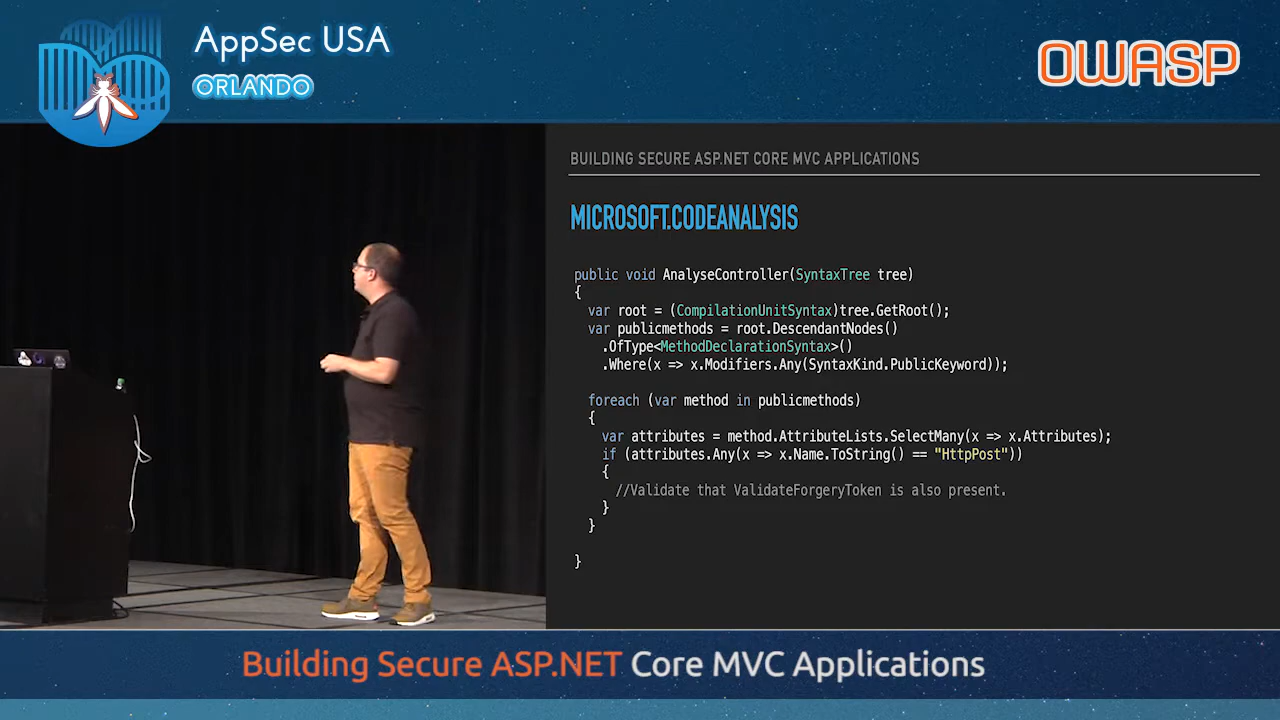 AppSec USA
ORLANDO
OWASP
BUILDING SECURE ASP.NET CORE MVC APPLICATIONS
MICROSOFT.CODEANALYSIS
public void AnalyseController(SyntaxTree tree)
{
var root = (CompilationUnitSyntax)tree.GetRoot();
var publicmethods = root.DescendantNodes()
.OfType<MethodDeclarationSyntax>()
.Where(x => x.Modifiers.Any(SyntaxKind.PublicKeyword));
foreach (var method in publicmethods)
{
var attributes = method.AttributeLists.SelectMany(x => x.Attributes);
if (attributes.Any(x => x.Name.ToString() == "HttpPost"))
{
//Validate that ValidateForgeryToken is also present.
}
}
}
Building Secure ASP.NET Core MVC Applications